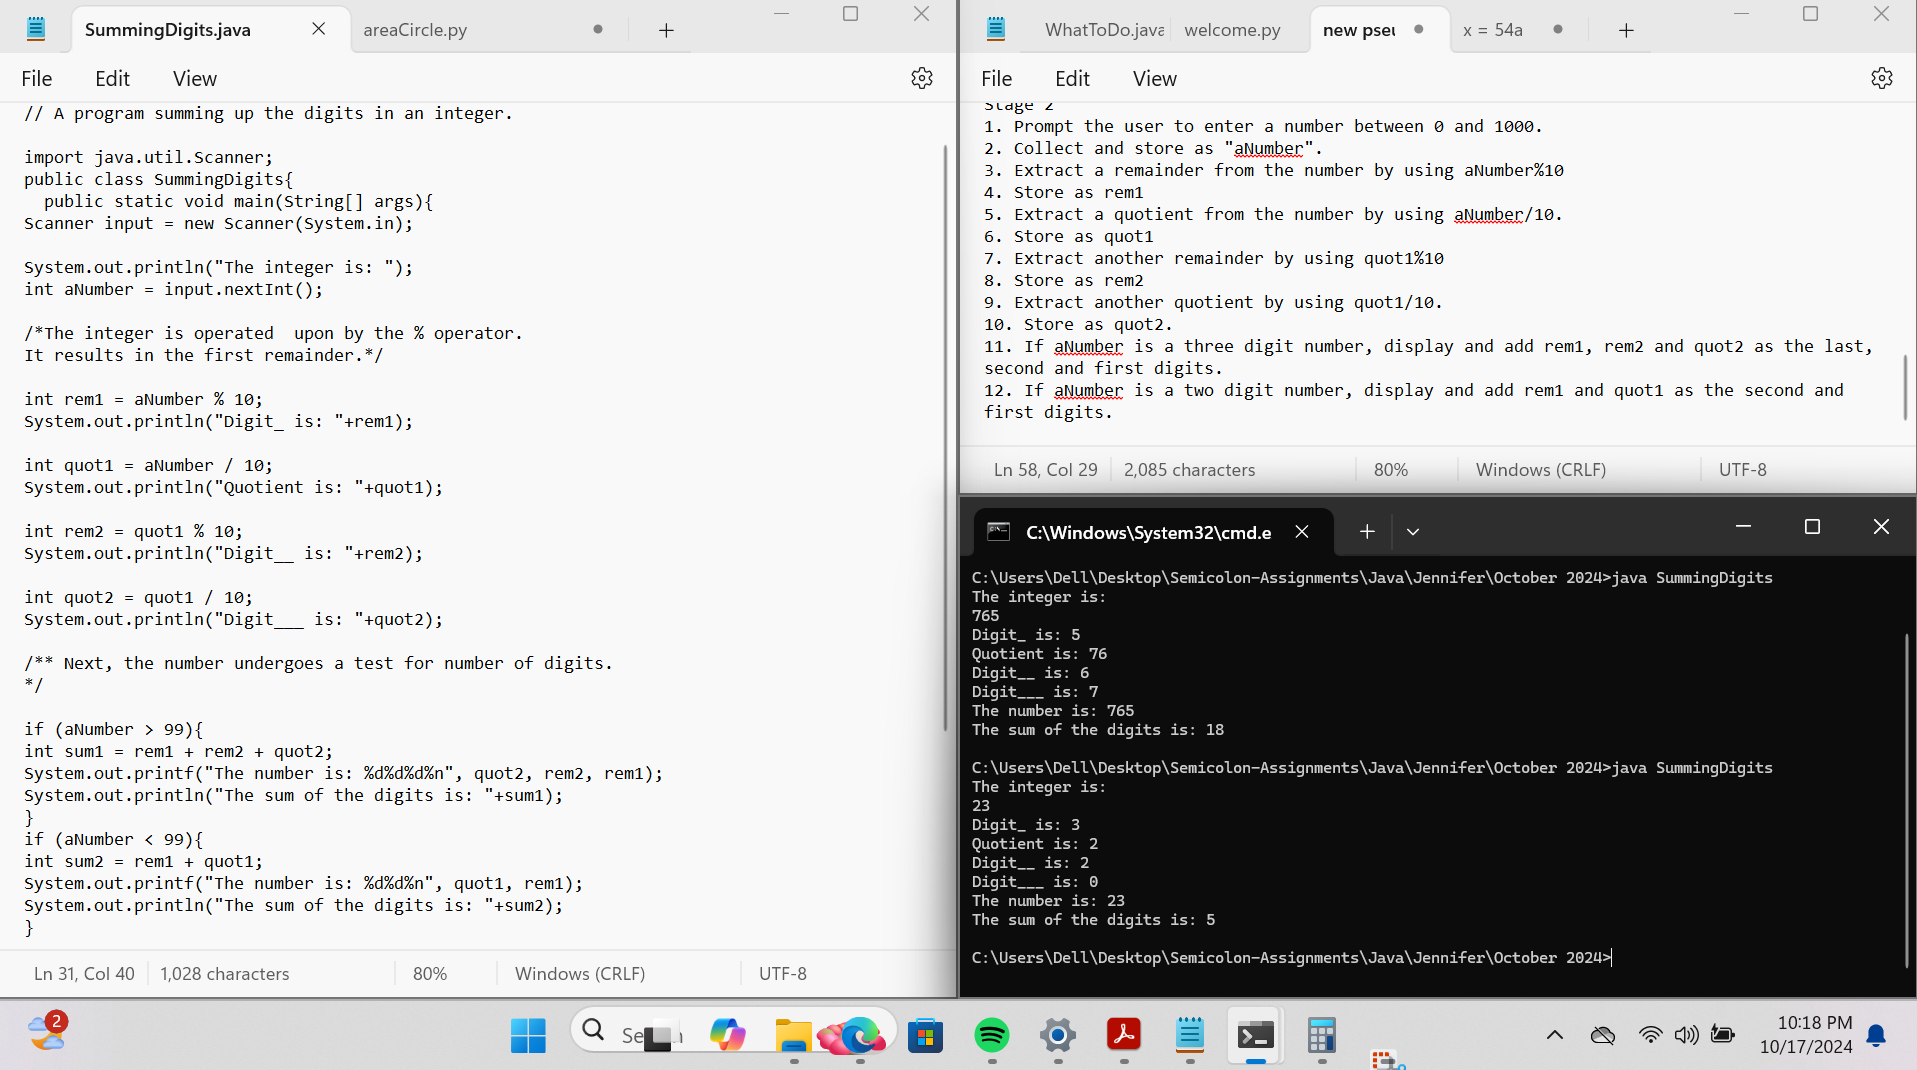 SummingDigits.java
areaCircle.py
File Edit View
// A program summing up the digits in an integer.
import java.util.Scanner;
public class SummingDigits{
public static void main(String[] args){
Scanner input = new Scanner(System.in);
System.out.println("The integer is: ");
int aNumber = input.nextInt();
/*The integer is operated  upon by the % operator.
It results in the first remainder.*/
int rem1 = aNumber % 10;
System.out.println("Digit_ is: "+rem1);
int quot1 = aNumber / 10;
System.out.println("Quotient is: "+quot1);
int rem2 = quot1 % 10;
System.out.println("Digit__ is: "+rem2);
int quot2 = quot1 / 10;
System.out.println("Digit___ is: "+quot2);
/** Next, the number undergoes a test for number of digits.
*/
if (aNumber > 99){
int sum1 = rem1 + rem2 + quot2;
System.out.printf("The number is: %d%d%d%n", quot2, rem2, rem1);
System.out.println("The sum of the digits is: "+sum1);
}
if (aNumber < 99){
int sum2 = rem1 + quot1;
System.out.printf("The number is: %d%d%n", quot1, rem1);
System.out.println("The sum of the digits is: "+sum2);
}
Ln 31, Col 40 1,028 characters 80% Windows (CRLF) UTF-8
WhatToDo.java welcome.py new pseu x = 54a
File Edit View
Stage 2
1. Prompt the user to enter a number between 0 and 1000.
2. Collect and store as "aNumber".
3. Extract a remainder from the number by using aNumber%10
4. Store as rem1
5. Extract a quotient from the number by using aNumber/10.
6. Store as quot1
7. Extract another remainder by using quot1%10
8. Store as rem2
9. Extract another quotient by using quot1/10.
10. Store as quot2.
11. If aNumber is a three digit number, display and add rem1, rem2 and quot2 as the last,
second and first digits.
12. If aNumber is a two digit number, display and add rem1 and quot1 as the second and
first digits.
Ln 58, Col 29 2,085 characters 80% Windows (CRLF) UTF-8
C:\Windows\System32\cmd.e
C:\Users\Dell\Desktop\Semicolon-Assignments\Java\Jennifer\October 2024>java SummingDigits
The integer is:
765
Digit_ is: 5
Quotient is: 76
Digit__ is: 6
Digit___ is: 7
The number is: 765
The sum of the digits is: 18
C:\Users\Dell\Desktop\Semicolon-Assignments\Java\Jennifer\October 2024>java SummingDigits
The integer is:
23
Digit_ is: 3
Quotient is: 2
Digit__ is: 2
Digit___ is: 0
The number is: 23
The sum of the digits is: 5
C:\Users\Dell\Desktop\Semicolon-Assignments\Java\Jennifer\October 2024>
2
10:18 PM
10/17/2024